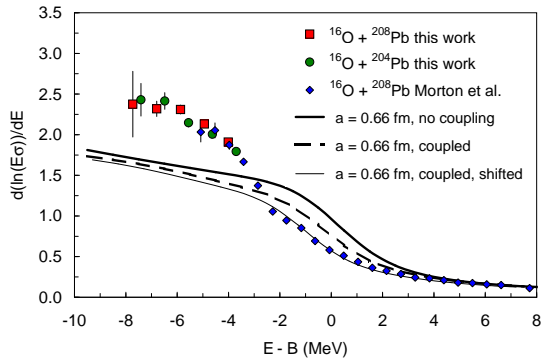 3.5
3.0
2.5
2.0
1.5
1.0
0.5
0.0
d(ln(Eσ))/dE
¹⁶O + ²⁰⁸Pb this work
¹⁶O + ²⁰⁴Pb this work
¹⁶O + ²⁰⁸Pb Morton et al.
a = 0.66 fm, no coupling
a = 0.66 fm, coupled
a = 0.66 fm, coupled, shifted
-10 -8 -6 -4 -2 0 2 4 6 8
E - B (MeV)